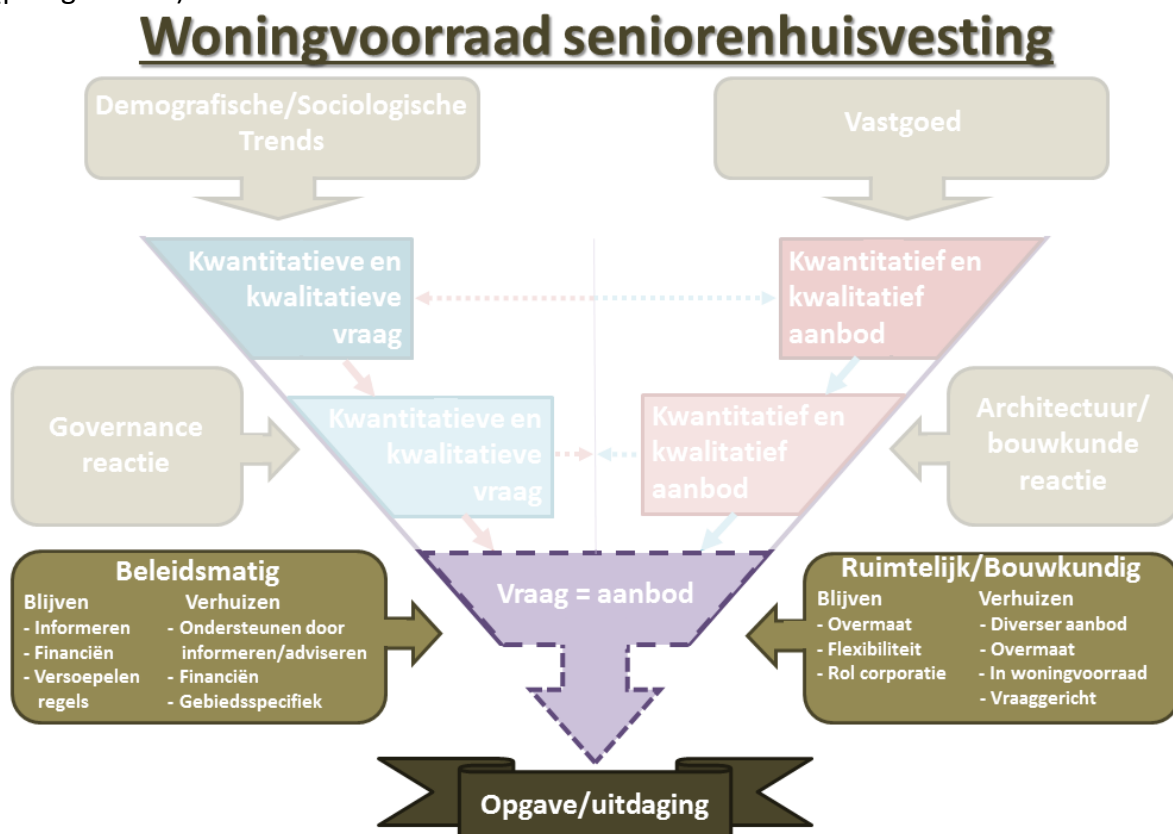 Woningvoorraad seniorenhuisvesting
Demografische/Sociologische
Trends
Vastgoed
Kwantitatieve en
kwalitatieve
vraag
Kwantitatief en
kwalitatief
aanbod
Governance
reactie
Kwantitatieve en
kwalitatieve
vraag
Kwantitatief en
kwalitatief
aanbod
Architectuur/
bouwkunde
reactie
Beleidsmatig
Blijven
- Informeren
- Financiën
- Versoepelen
regels
Verhuizen
- Ondersteunen door
informeren/adviseren
- Financiën
- Gebiedsspecifiek
Vraag = aanbod
Ruimtelijk/Bouwkundig
Blijven
- Overmaat
- Flexibiliteit
- Rol corporatie
Verhuizen
- Diverser aanbod
- Overmaat
- In woningvoorraad
- Vraaggericht
Opgave/uitdaging